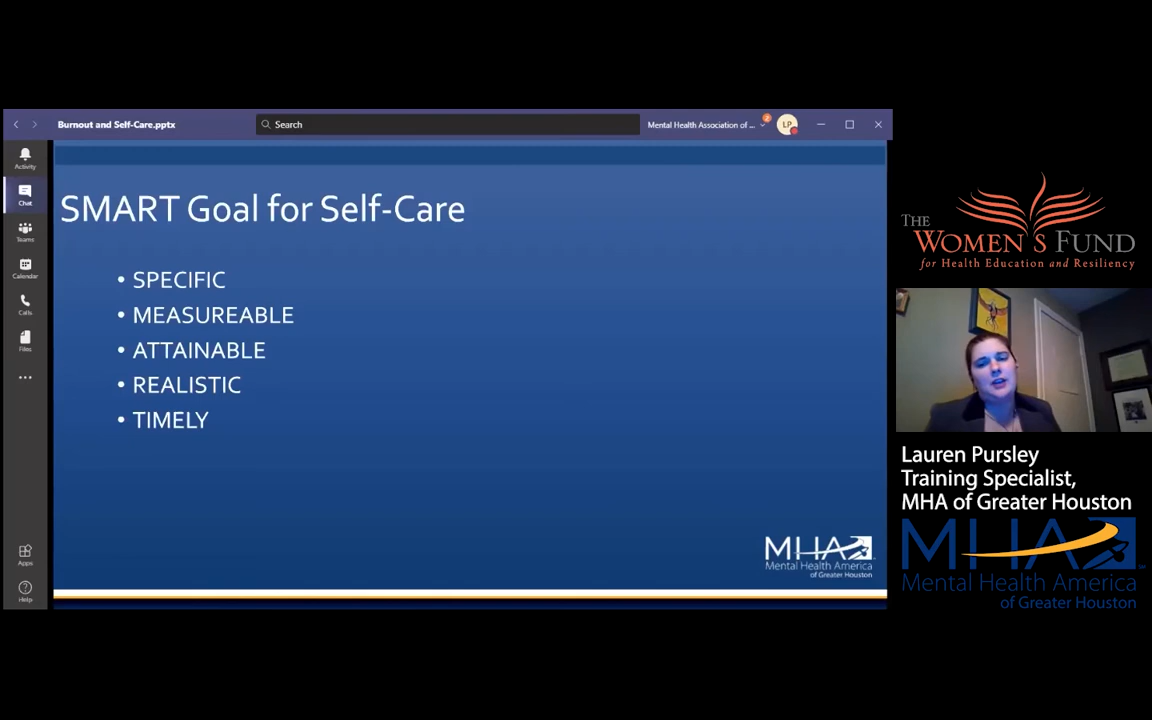 Burnout and Self-Care.pptx
Search
Mental Health Association of ...
2
LP
Activity
Chat
Teams
Calendar
Calls
Files
Apps
Help
SMART Goal for Self-Care
• SPECIFIC
• MEASUREABLE
• ATTAINABLE
• REALISTIC
• TIMELY
MHA
Mental Health America
of Greater Houston
THE
WOMEN'S FUND
for Health Education and Resiliency
Lauren Pursley
Training Specialist,
MHA of Greater Houston
MHA
Mental Health America
of Greater Houston